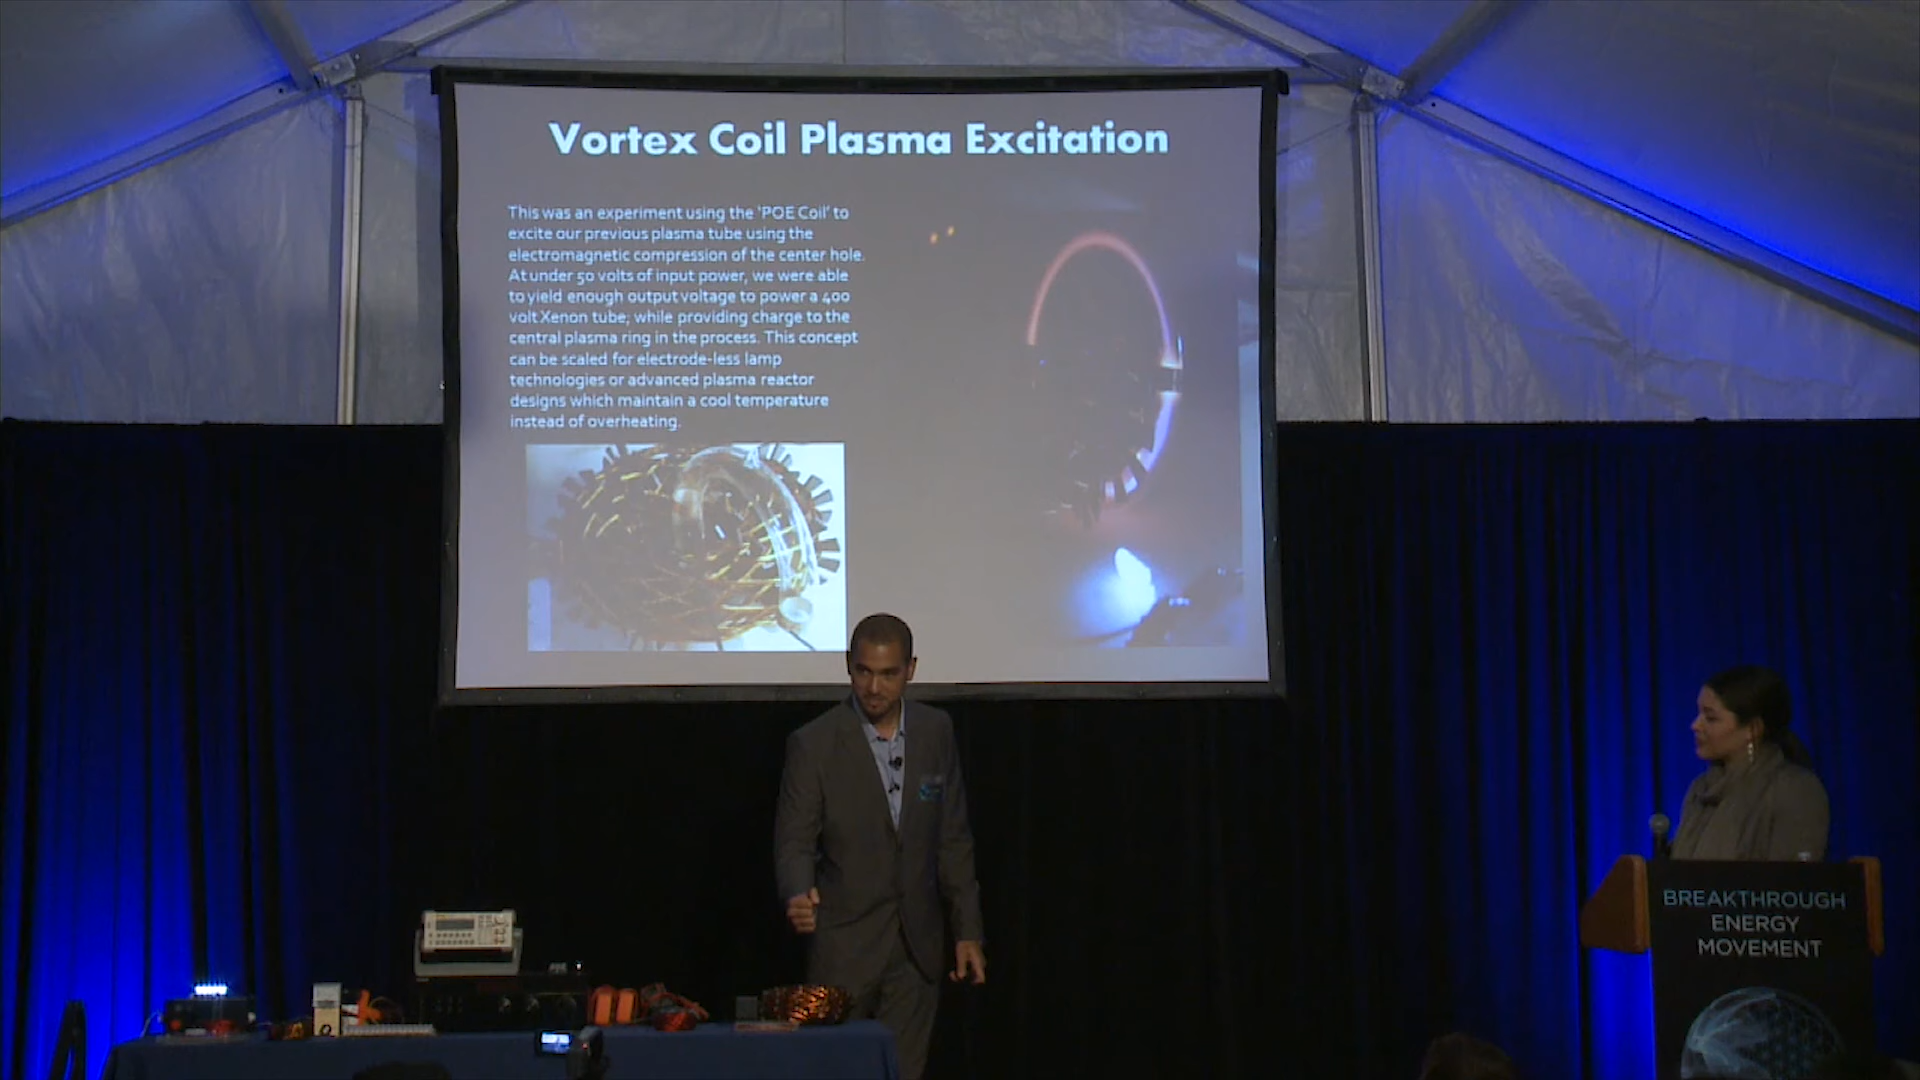 Vortex Coil Plasma Excitation
This was an experiment using the 'POE Coil' to
excite our previous plasma tube using the
electromagnetic compression of the center hole.
At under 50 volts of input power, we were able
to yield enough output voltage to power a 400
volt Xenon tube; while providing charge to the
central plasma ring in the process. This concept
can be scaled for electrode-less lamp
technologies or advanced plasma reactor
designs which maintain a cool temperature
instead of overheating.
BREAKTHROUGH
ENERGY
MOVEMENT